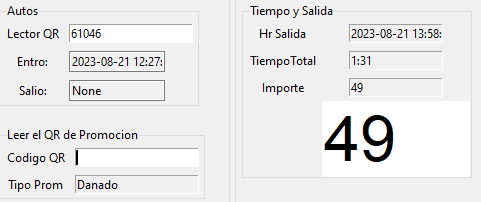 Autos
Lector QR 61046
Entro: 2023-08-21 12:27:
Salio: None
Leer el QR de Promocion
Codigo QR
Tipo Prom Danado
Tiempo y Salida
Hr Salida 2023-08-21 13:58:
TiempoTotal 1:31
Importe 49
49